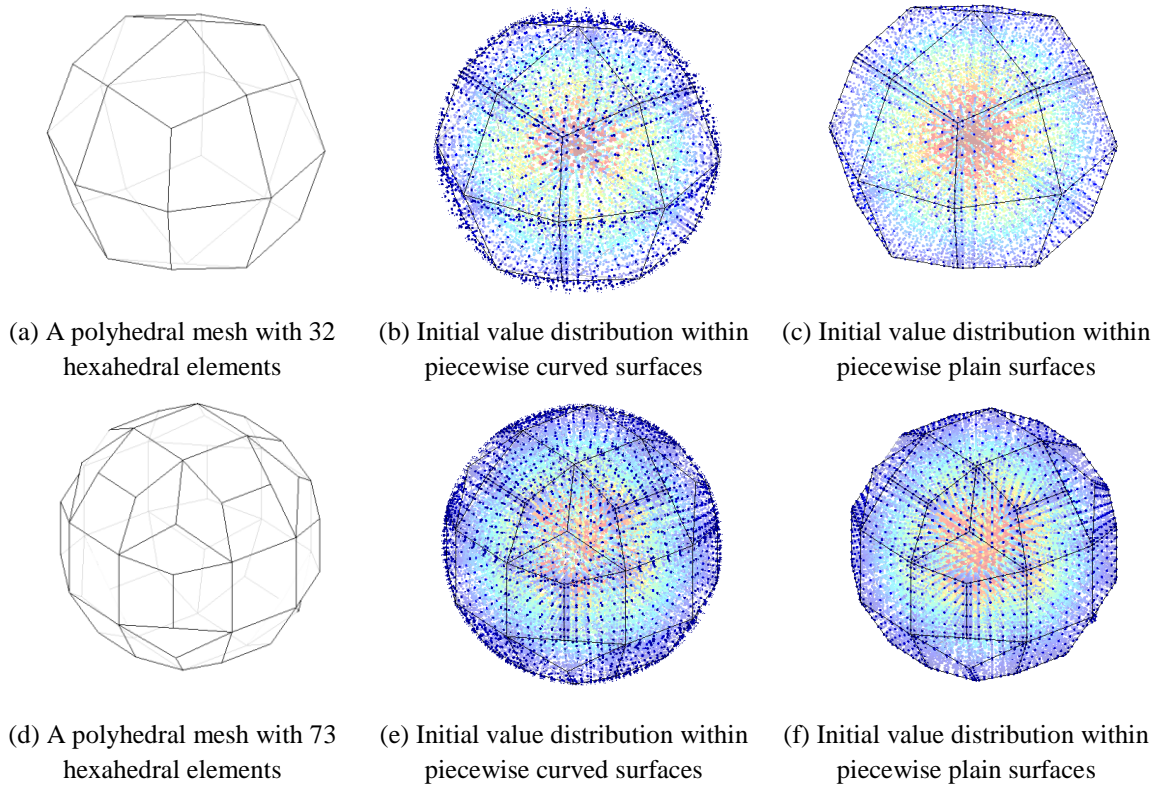 (a) A polyhedral mesh with 32
hexahedral elements
(b) Initial value distribution within
piecewise curved surfaces
(c) Initial value distribution within
piecewise plain surfaces
(d) A polyhedral mesh with 73
hexahedral elements
(e) Initial value distribution within
piecewise curved surfaces
(f) Initial value distribution within
piecewise plain surfaces